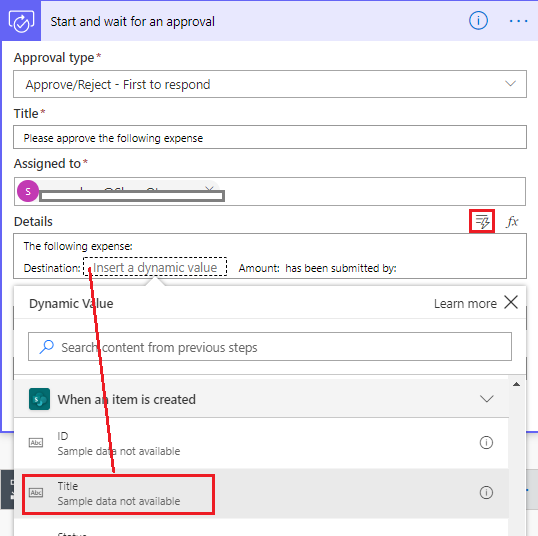 Start and wait for an approval
Approval type*
Approve/Reject - First to respond
Title*
Please approve the following expense
Assigned to*
S
Details
fx
The following expense:
Destination: Insert a dynamic value Amount: has been submitted by:
Dynamic Value Learn more
Search content from previous steps
S
When an item is created
Abc ID
Sample data not available
Abc Title
Sample data not available
Status